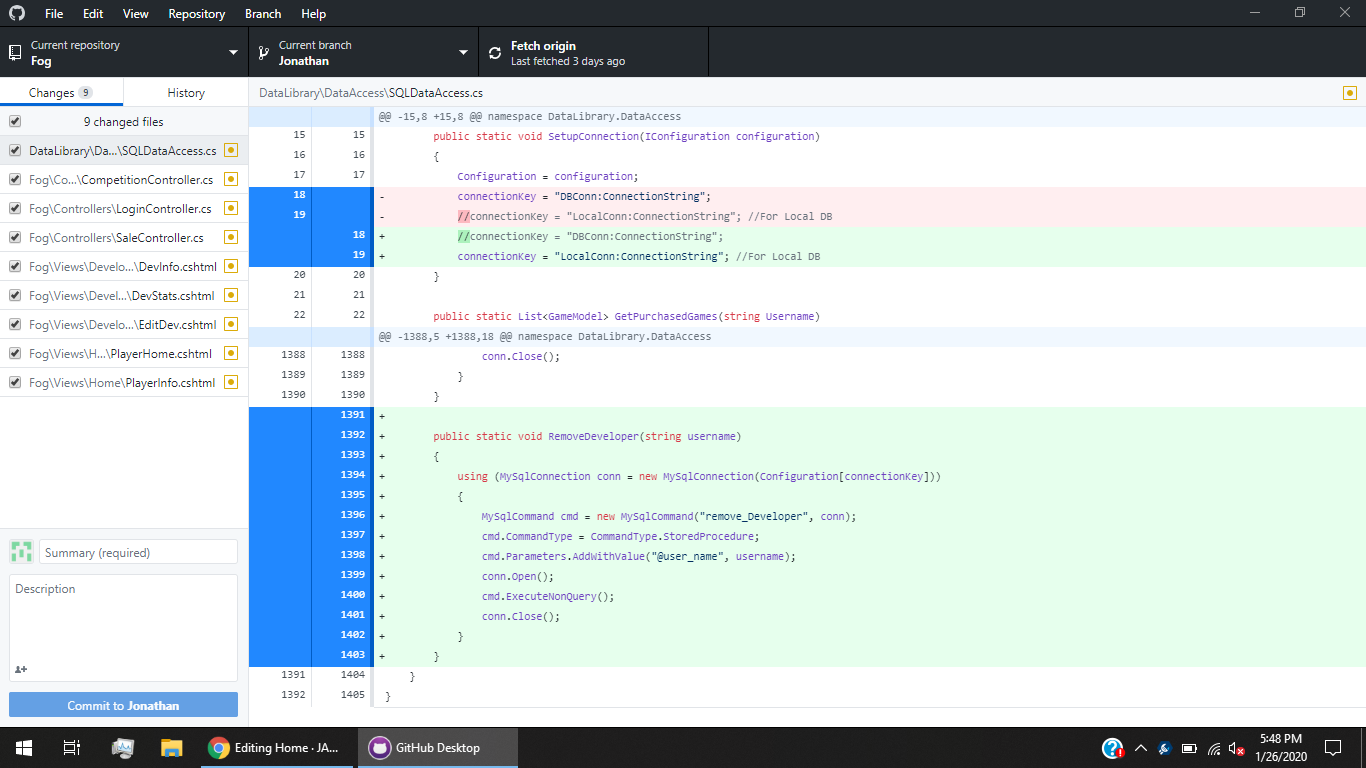 File Edit View Repository Branch Help
Current repository
Fog
Current branch
Jonathan
Fetch origin
Last fetched 3 days ago
Changes 9 History
DataLibrary\DataAccess\SQLDataAccess.cs
9 changed files
DataLibrary\Da...\SQLDataAccess.cs
Fog\Co...\CompetitionController.cs
Fog\Controllers\LoginController.cs
Fog\Controllers\SaleController.cs
Fog\Views\Develo...\DevInfo.cshtml
Fog\Views\Devel...\DevStats.cshtml
Fog\Views\Develo...\EditDev.cshtml
Fog\Views\H...\PlayerHome.cshtml
Fog\Views\Home\PlayerInfo.cshtml
@@ -15,8 +15,8 @@ namespace DataLibrary.DataAccess
15 15 public static void SetupConnection(IConfiguration configuration)
16 16 {
17 17 Configuration = configuration;
18 - connectionKey = "DBConn:ConnectionString";
19 - //connectionKey = "LocalConn:ConnectionString"; //For Local DB
18 + //connectionKey = "DBConn:ConnectionString";
19 + connectionKey = "LocalConn:ConnectionString"; //For Local DB
20 20 }
21 21
22 22 public static List<GameModel> GetPurchasedGames(string Username)
@@ -1388,5 +1388,18 @@ namespace DataLibrary.DataAccess
1388 1388 conn.Close();
1389 1389 }
1390 1390 }
1391 +
1392 + public static void RemoveDeveloper(string username)
1393 + {
1394 + using (MySqlConnection conn = new MySqlConnection(Configuration[connectionKey]))
1395 + {
1396 + MySqlCommand cmd = new MySqlCommand("remove_Developer", conn);
1397 + cmd.CommandType = CommandType.StoredProcedure;
1398 + cmd.Parameters.AddWithValue("@user_name", username);
1399 + conn.Open();
1400 + cmd.ExecuteNonQuery();
1401 + conn.Close();
1402 + }
1403 + }
1391 1404 }
1392 1405 }
Summary (required)
Description
Commit to Jonathan
Editing Home · JA...
GitHub Desktop
5:48 PM
1/26/2020